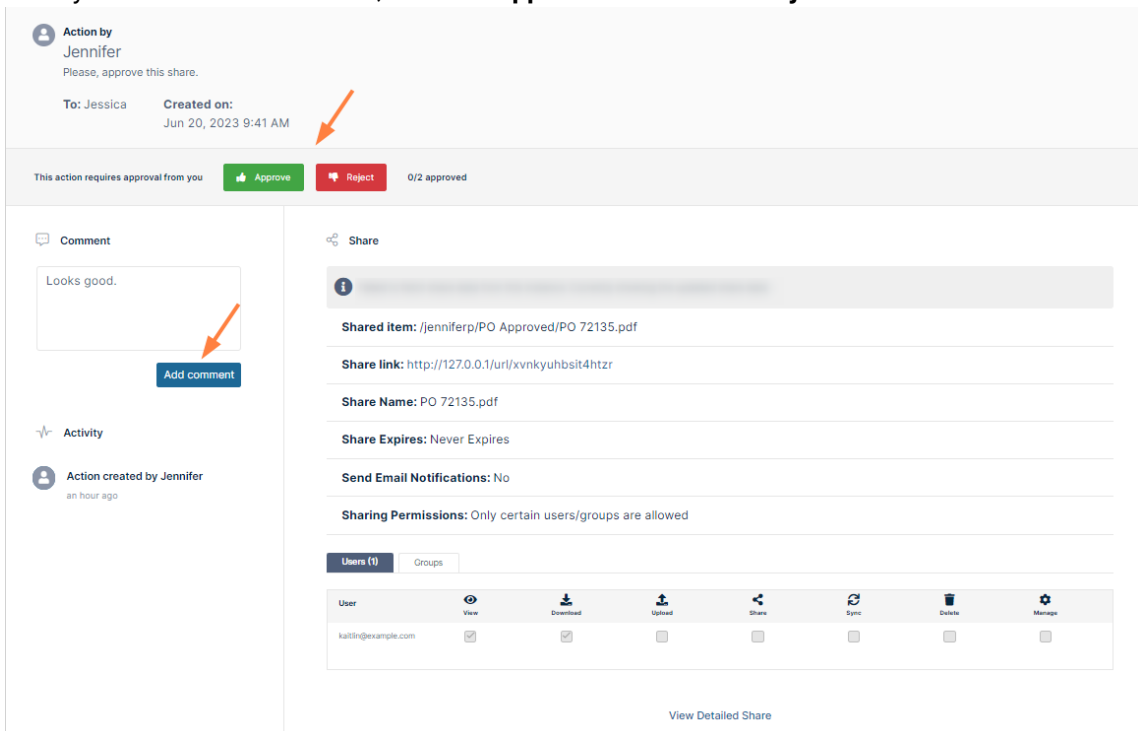 Action by
Jennifer
Please, approve this share.
To: Jessica
Created on:
Jun 20, 2023 9:41 AM
This action requires approval from you
Approve
Reject
0/2 approved
Comment
Share
Looks good.
Add comment
Shared item: /jenniferp/PO Approved/PO 72135.pdf
Share link: http://127.0.0.1/url/xvnkyuhbsit4htzr
Share Name: PO 72135.pdf
Activity
Share Expires: Never Expires
Action created by Jennifer
an hour ago
Send Email Notifications: No
Sharing Permissions: Only certain users/groups are allowed
Users (1)
Groups
User
View
Download
Upload
Share
Sync
Delete
Manage
kaitlin@example.com
View Detailed Share